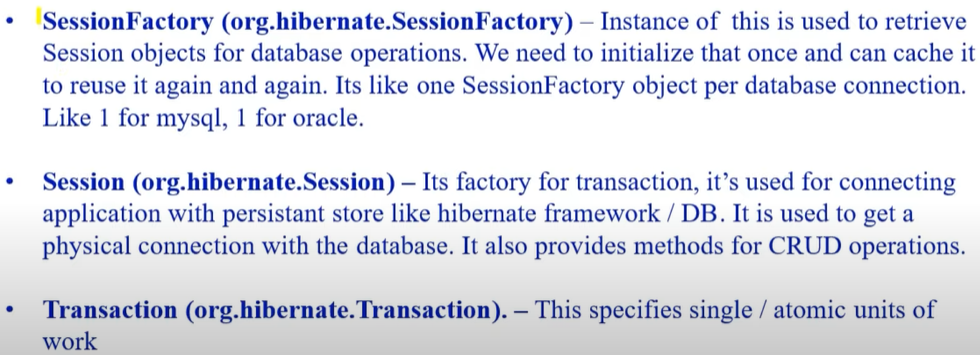 • SessionFactory (org.hibernate.SessionFactory) – Instance of this is used to retrieve
Session objects for database operations. We need to initialize that once and can cache it
to reuse it again and again. Its like one SessionFactory object per database connection.
Like 1 for mysql, 1 for oracle.
• Session (org.hibernate.Session) – Its factory for transaction, it's used for connecting
application with persistant store like hibernate framework / DB. It is used to get a
physical connection with the database. It also provides methods for CRUD operations.
• Transaction (org.hibernate.Transaction). – This specifies single / atomic units of
work